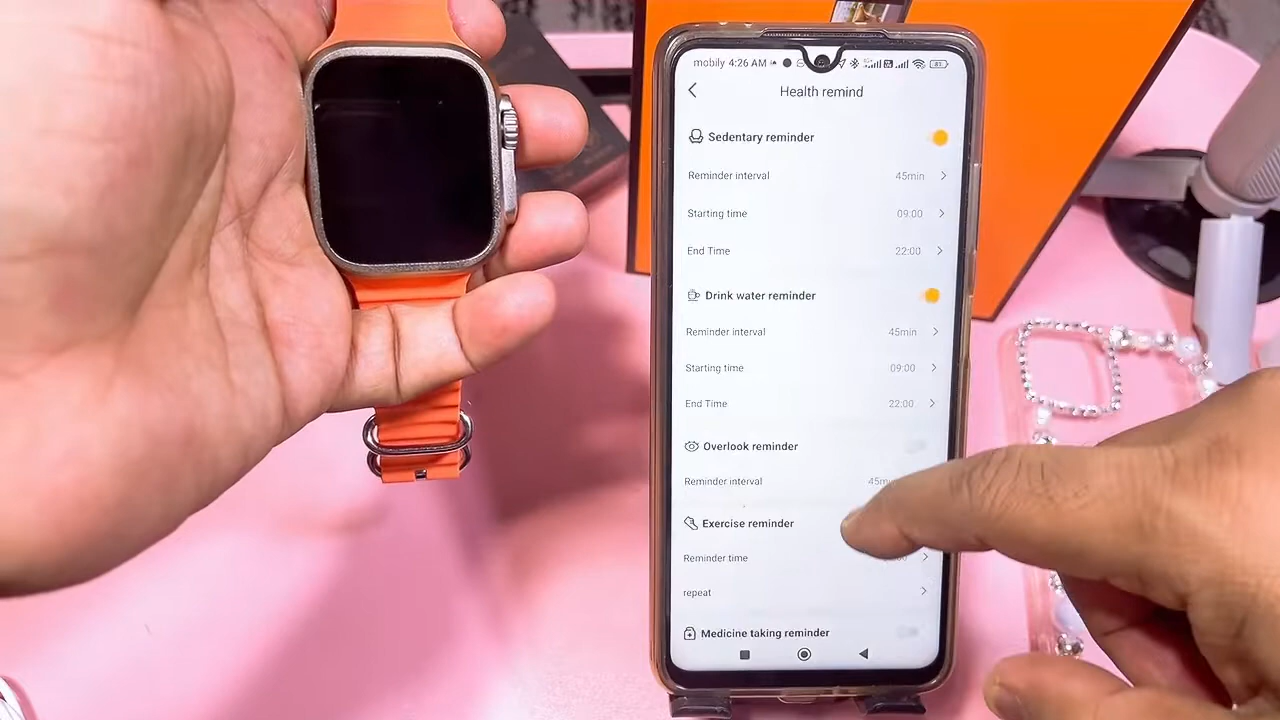 mobily 4:26 AM
81
Health remind
Sedentary reminder
Reminder interval 45min
Starting time 09:00
End Time 22:00
Drink water reminder
Reminder interval 45min
Starting time 09:00
End Time 22:00
Overlook reminder
Reminder interval
Exercise reminder
Reminder time
repeat
Medicine taking reminder